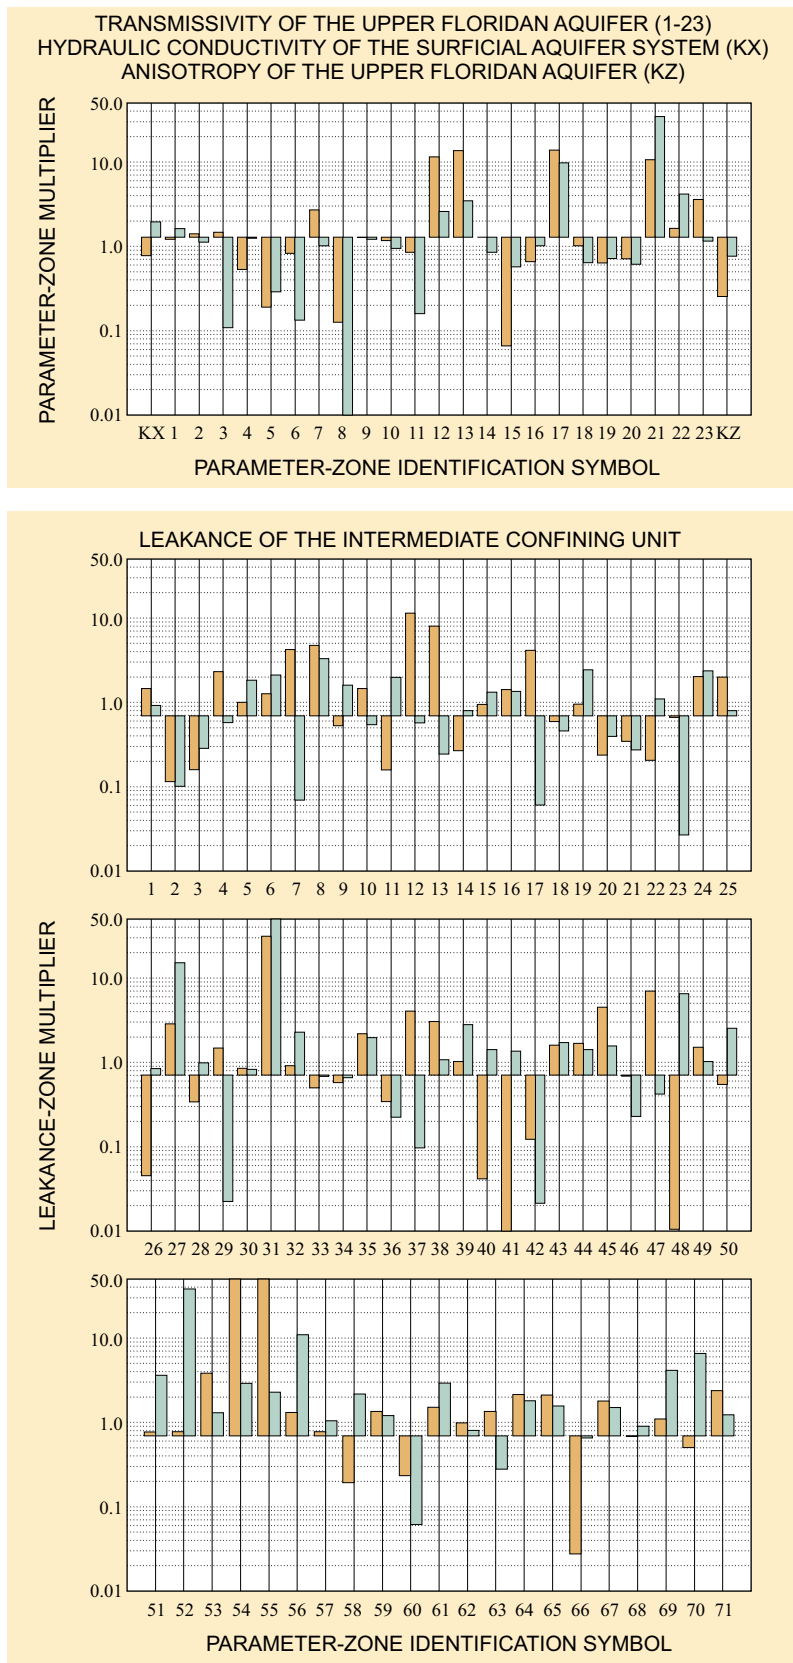 TRANSMISSIVITY OF THE UPPER FLORIDAN AQUIFER (1-23)
HYDRAULIC CONDUCTIVITY OF THE SURFICIAL AQUIFER SYSTEM (KX)
ANISOTROPY OF THE UPPER FLORIDAN AQUIFER (KZ)
PARAMETER-ZONE MULTIPLIER
50.0
10.0
1.0
0.1
0.01
KX 1 2 3 4 5 6 7 8 9 10 11 12 13 14 15 16 17 18 19 20 21 22 23 KZ
PARAMETER-ZONE IDENTIFICATION SYMBOL
LEAKANCE OF THE INTERMEDIATE CONFINING UNIT
LEAKANCE-ZONE MULTIPLIER
50.0
10.0
1.0
0.1
0.01
1 2 3 4 5 6 7 8 9 10 11 12 13 14 15 16 17 18 19 20 21 22 23 24 25
50.0
10.0
1.0
0.1
0.01
26 27 28 29 30 31 32 33 34 35 36 37 38 39 40 41 42 43 44 45 46 47 48 49 50
50.0
10.0
1.0
0.1
0.01
51 52 53 54 55 56 57 58 59 60 61 62 63 64 65 66 67 68 69 70 71
PARAMETER-ZONE IDENTIFICATION SYMBOL